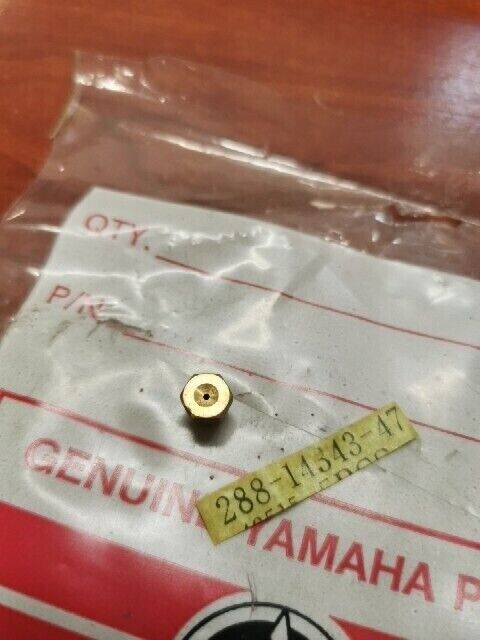 QTY.
P/N
288-14343-47
GENUINE YAMAHA P